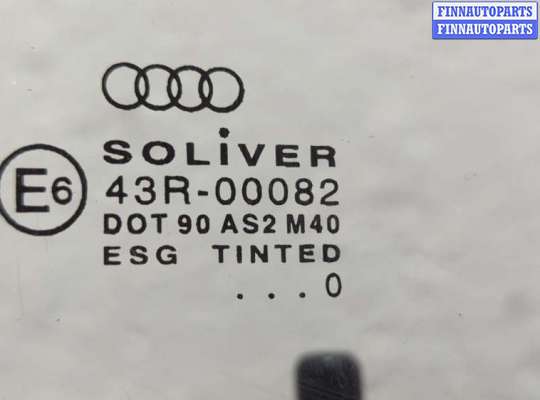 FINNAUTOPARTS
FINNAUTOPARTS
SOLiVER
E6
43R-00082
DOT 90 AS2 M40
ESG TINTED
. . . 0